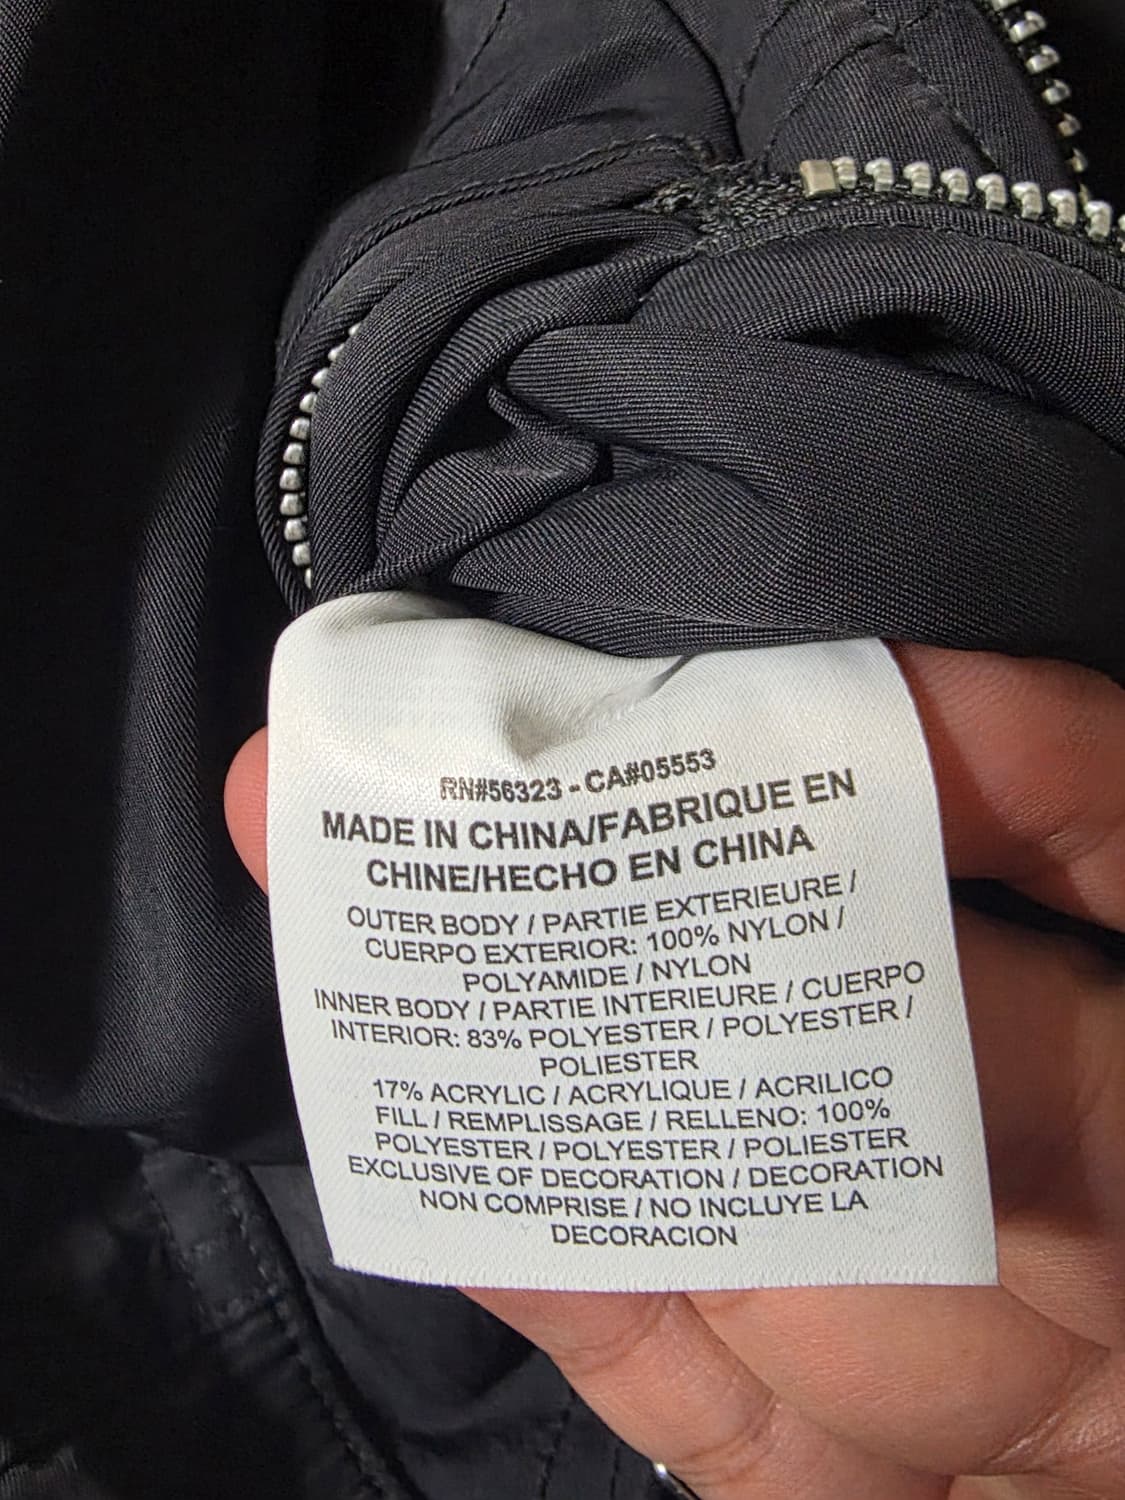 RN#56323 - CA#05553
MADE IN CHINA/FABRIQUE EN
CHINE/HECHO EN CHINA
OUTER BODY / PARTIE EXTERIEURE /
CUERPO EXTERIOR: 100% NYLON /
POLYAMIDE / NYLON
INNER BODY / PARTIE INTERIEURE / CUERPO
INTERIOR: 83% POLYESTER / POLYESTER /
POLIESTER
17% ACRYLIC / ACRYLIQUE / ACRILICO
FILL / REMPLISSAGE / RELLENO: 100%
POLYESTER / POLYESTER / POLIESTER
EXCLUSIVE OF DECORATION / DECORATION
NON COMPRISE / NO INCLUYE LA
DECORACION